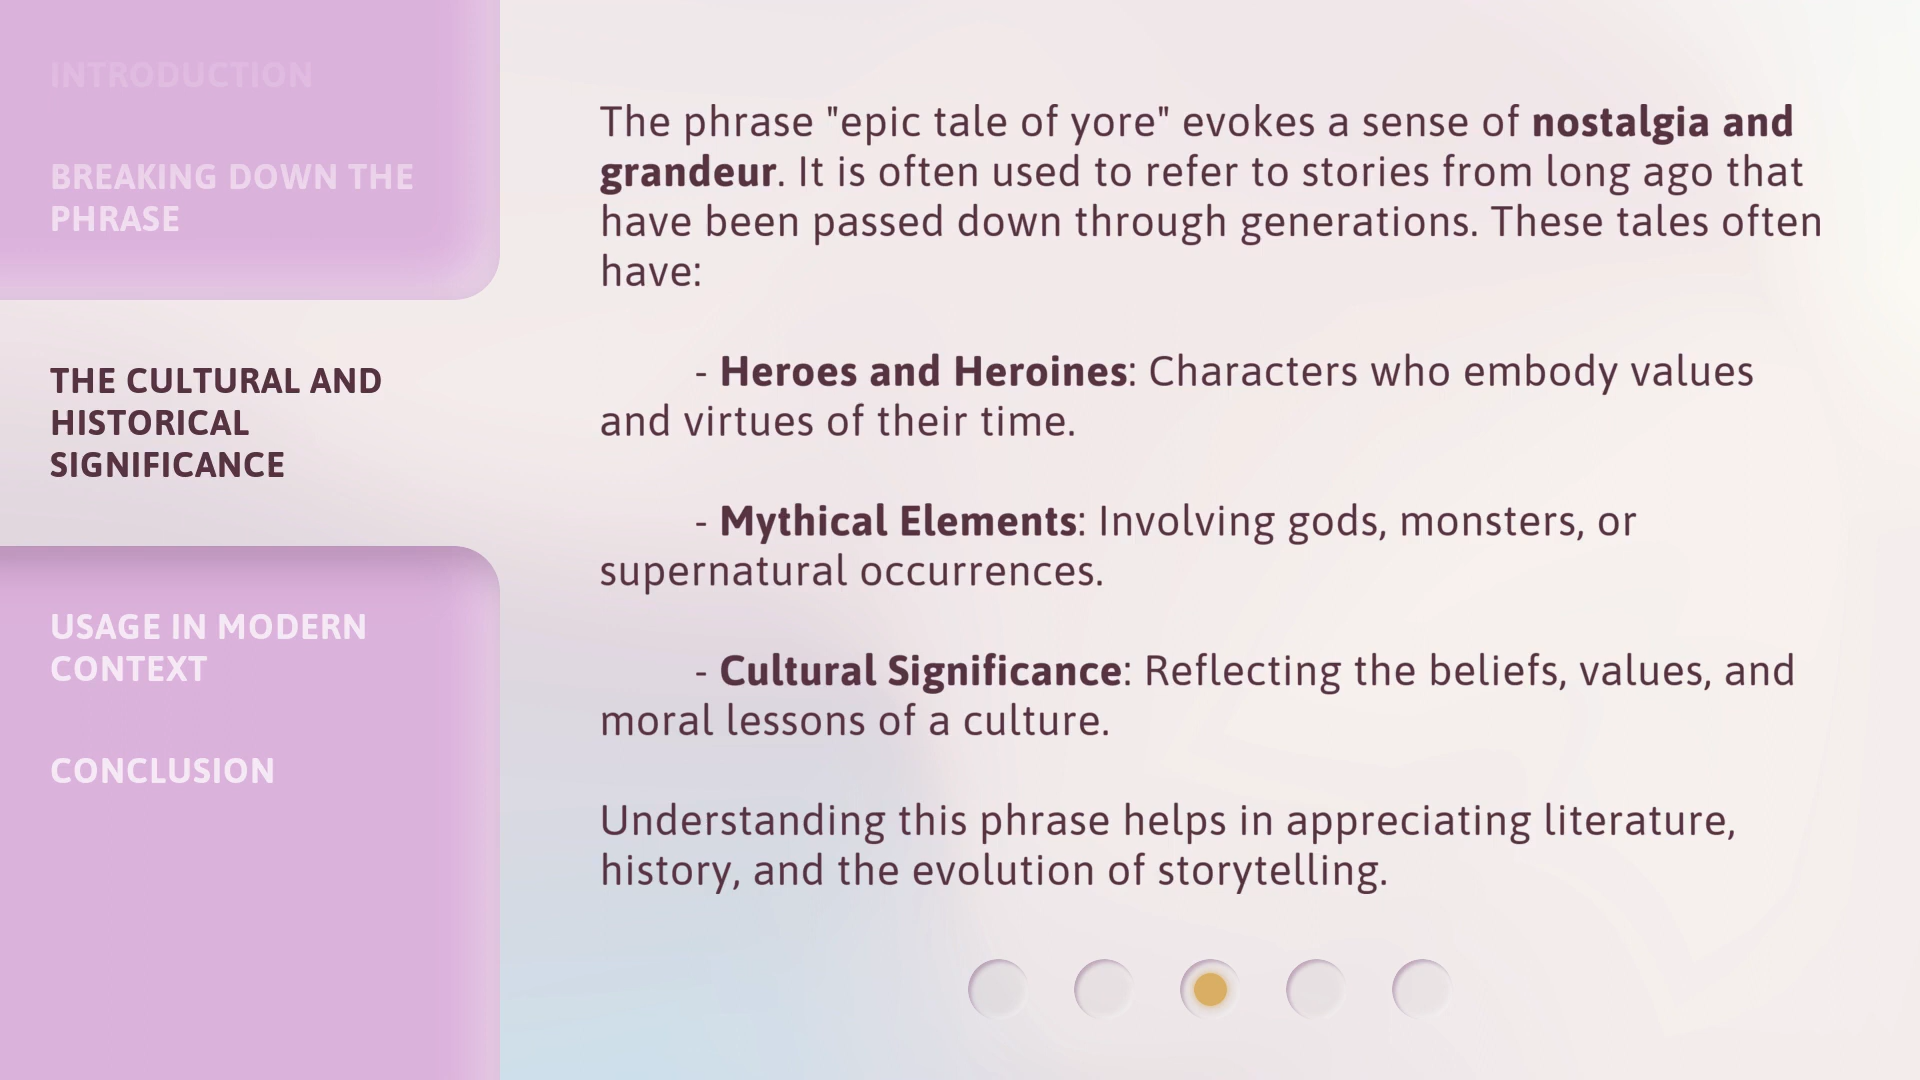 INTRODUCTION
BREAKING DOWN THE
PHRASE
THE CULTURAL AND
HISTORICAL
SIGNIFICANCE
USAGE IN MODERN
CONTEXT
CONCLUSION
The phrase "epic tale of yore" evokes a sense of nostalgia and
grandeur. It is often used to refer to stories from long ago that
have been passed down through generations. These tales often
have:
- Heroes and Heroines: Characters who embody values
and virtues of their time.
- Mythical Elements: Involving gods, monsters, or
supernatural occurrences.
- Cultural Significance: Reflecting the beliefs, values, and
moral lessons of a culture.
Understanding this phrase helps in appreciating literature,
history, and the evolution of storytelling.